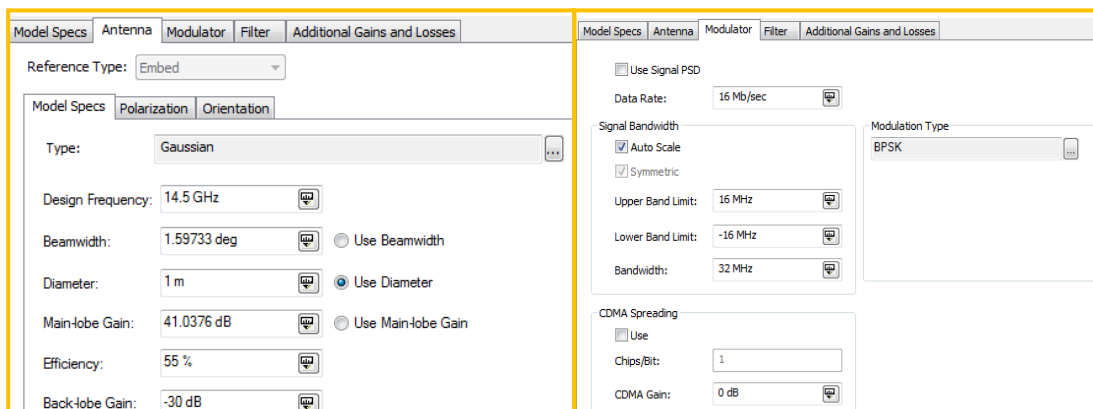 Model Specs Antenna Modulator Filter Additional Gains and Losses
Reference Type: Embed
Model Specs Polarization Orientation
Type: Gaussian ...
Design Frequency: 14.5 GHz
Beamwidth: 1.59733 deg Use Beamwidth
Diameter: 1 m Use Diameter
Main-lobe Gain: 41.0376 dB Use Main-lobe Gain
Efficiency: 55 %
Back-lobe Gain: -30 dB
Model Specs Antenna Modulator Filter Additional Gains and Losses
Use Signal PSD
Data Rate: 16 Mb/sec
Signal Bandwidth
Auto Scale
Symmetric
Upper Band Limit: 16 MHz
Lower Band Limit: -16 MHz
Bandwidth: 32 MHz
Modulation Type
BPSK ...
CDMA Spreading
Use
Chips/Bit: 1
CDMA Gain: 0 dB